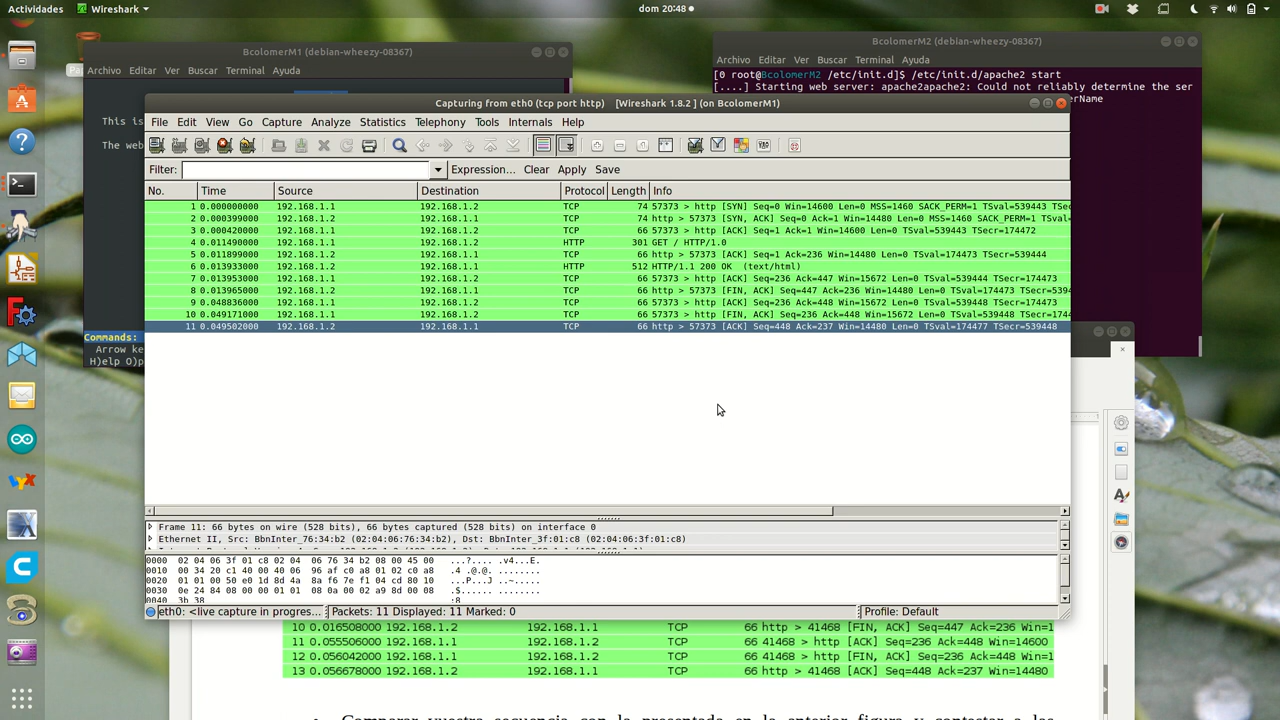 Actividades Wireshark dom 20:48
BcolomerM1 (debian-wheezy-08367)
Archivo Editar Ver Buscar Terminal Ayuda
This is
The web
Commands:
Arrow ke
H)elp O)p
BcolomerM2 (debian-wheezy-08367)
Archivo Editar Ver Buscar Terminal Ayuda
[0 root@BcolomerM2 /etc/init.d]$ /etc/init.d/apache2 start
[....] Starting web server: apache2apache2: Could not reliably determine the ser
erName
Capturing from eth0 (tcp port http) [Wireshark 1.8.2 ] (on BcolomerM1)
File Edit View Go Capture Analyze Statistics Telephony Tools Internals Help
Filter: Expression... Clear Apply Save
No. Time Source Destination Protocol Length Info
1 0.000000000 192.168.1.1 192.168.1.2 TCP 74 57373 > http [SYN] Seq=0 Win=14600 Len=0 MSS=1460 SACK_PERM=1 TSval=539443 TSec
2 0.000399000 192.168.1.2 192.168.1.1 TCP 74 http > 57373 [SYN, ACK] Seq=0 Ack=1 Win=14480 Len=0 MSS=1460 SACK_PERM=1 TSval=
3 0.000420000 192.168.1.1 192.168.1.2 TCP 66 57373 > http [ACK] Seq=1 Ack=1 Win=14600 Len=0 TSval=539443 TSecr=174472
4 0.011490000 192.168.1.1 192.168.1.2 HTTP 301 GET / HTTP/1.0
5 0.011899000 192.168.1.2 192.168.1.1 TCP 66 http > 57373 [ACK] Seq=1 Ack=236 Win=14480 Len=0 TSval=174473 TSecr=539444
6 0.013933000 192.168.1.2 192.168.1.1 HTTP 512 HTTP/1.1 200 OK (text/html)
7 0.013953000 192.168.1.1 192.168.1.2 TCP 66 57373 > http [ACK] Seq=236 Ack=447 Win=15672 Len=0 TSval=539444 TSecr=174473
8 0.013965000 192.168.1.2 192.168.1.1 TCP 66 http > 57373 [FIN, ACK] Seq=447 Ack=236 Win=14480 Len=0 TSval=174473 TSecr=5394
9 0.048836000 192.168.1.1 192.168.1.2 TCP 66 57373 > http [ACK] Seq=236 Ack=448 Win=15672 Len=0 TSval=539448 TSecr=174473
10 0.049171000 192.168.1.1 192.168.1.2 TCP 66 57373 > http [FIN, ACK] Seq=236 Ack=448 Win=15672 Len=0 TSval=539448 TSecr=1744
11 0.049502000 192.168.1.2 192.168.1.1 TCP 66 http > 57373 [ACK] Seq=448 Ack=237 Win=14480 Len=0 TSval=174477 TSecr=539448
Frame 11: 66 bytes on wire (528 bits), 66 bytes captured (528 bits) on interface 0
Ethernet II, Src: BbnInter_76:34:b2 (02:04:06:76:34:b2), Dst: BbnInter_3f:01:c8 (02:04:06:3f:01:c8)
0000 02 04 06 3f 01 c8 02 04 06 76 34 b2 08 00 45 00 ...?.... .v4...E.
0010 00 34 20 c1 40 00 40 06 96 af c0 a8 01 02 c0 a8 .4 .@.@. ........
0020 01 01 00 50 e0 1d 8d 4a 8a f6 7e f1 04 cd 80 10 ...P...J ..~.....
0030 0e 24 84 08 00 00 01 01 08 0a 00 02 a9 8d 00 08 .$...... ........
0040 3b 38 ;8
eth0: <live capture in progres... Packets: 11 Displayed: 11 Marked: 0 Profile: Default
10 0.016508000 192.168.1.2 192.168.1.1 TCP 66 http > 41468 [FIN, ACK] Seq=447 Ack=236 Win=1
11 0.055506000 192.168.1.1 192.168.1.2 TCP 66 41468 > http [ACK] Seq=236 Ack=448 Win=14600
12 0.056042000 192.168.1.1 192.168.1.2 TCP 66 41468 > http [FIN, ACK] Seq=236 Ack=448 Win=1
13 0.056678000 192.168.1.2 192.168.1.1 TCP 66 http > 41468 [ACK] Seq=448 Ack=237 Win=14480
Comparar vuestra secuencia con la presentada en la anterior figura y contestar a las